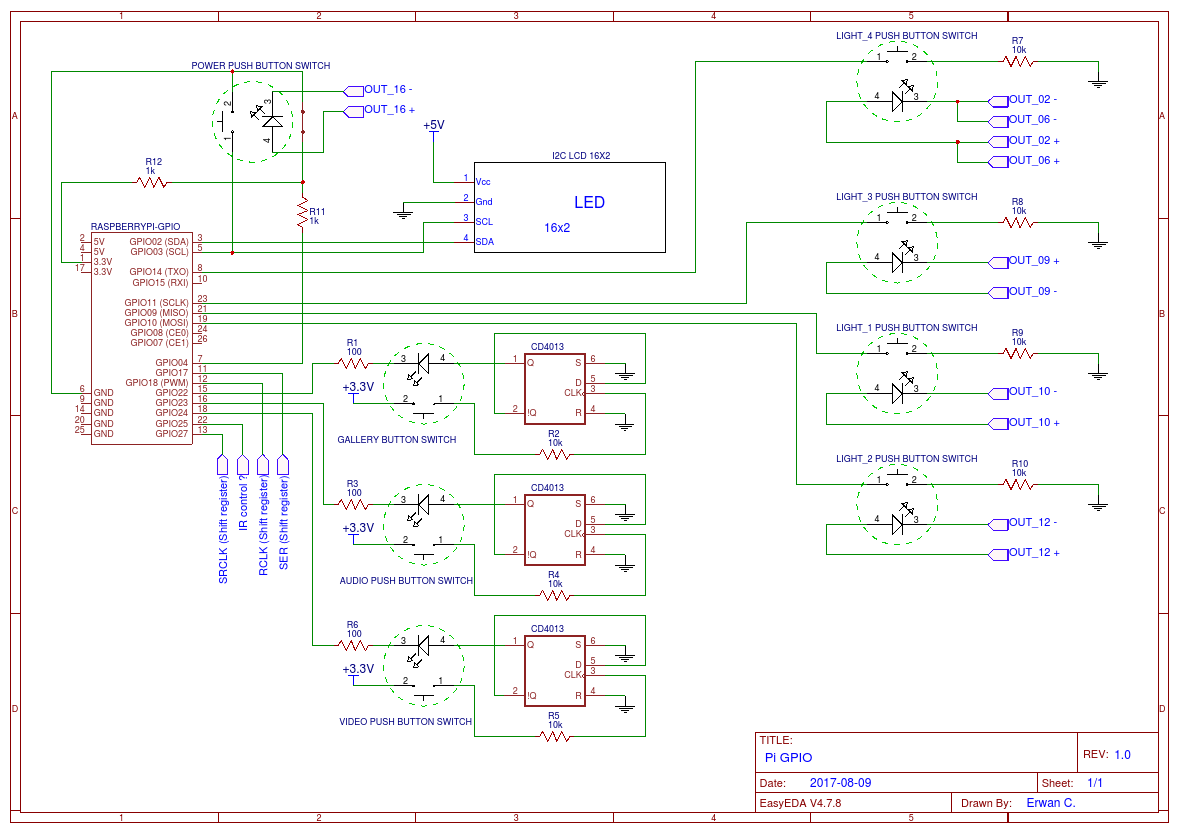 1 2 3 4 5
A A
B B
C C
D D
1 2 3 4 5
POWER PUSH BUTTON SWITCH
2
1
3
4
OUT_16 -
OUT_16 +
R12
1k
R11
1k
+5V
I2C LCD 16X2
1 Vcc
2 Gnd
3 SCL
4 SDA
LED
16x2
RASPBERRYPI-GPIO
2 5V
4 5V
1 3.3V
17 3.3V
6 GND
9 GND
14 GND
20 GND
25 GND
GPIO02 (SDA) 3
GPIO03 (SCL) 5
GPIO14 (TXO) 8
GPIO15 (RXI) 10
GPIO11 (SCLK) 23
GPIO09 (MISO) 21
GPIO10 (MOSI) 19
GPIO08 (CE0) 24
GPIO07 (CE1) 26
GPIO04 7
GPIO17 11
GPIO18 (PWM) 12
GPIO22 15
GPIO23 16
GPIO24 18
GPIO25 22
GPIO27 13
SRCLK (Shift register)
IR control ?
RCLK (Shift register)
SER (Shift register)
R1
100
3 4
+3.3V
2 1
GALLERY BUTTON SWITCH
CD4013
1 Q S 6
D 5
CLK 3
2 !Q R 4
R2
10k
R3
100
3 4
+3.3V
2 1
AUDIO PUSH BUTTON SWITCH
CD4013
1 Q S 6
D 5
CLK 3
2 !Q R 4
R4
10k
R6
100
3 4
+3.3V
2 1
VIDEO PUSH BUTTON SWITCH
CD4013
1 Q S 6
D 5
CLK 3
2 !Q R 4
R5
10k
LIGHT_4 PUSH BUTTON SWITCH
1 2
4 3
R7
10k
OUT_02 -
OUT_06 -
OUT_02 +
OUT_06 +
LIGHT_3 PUSH BUTTON SWITCH
1 2
4 3
R8
10k
OUT_09 +
OUT_09 -
LIGHT_1 PUSH BUTTON SWITCH
1 2
4 3
R9
10k
OUT_10 -
OUT_10 +
LIGHT_2 PUSH BUTTON SWITCH
1 2
4 3
R10
10k
OUT_12 -
OUT_12 +
TITLE:
Pi GPIO
REV: 1.0
Date: 2017-08-09
Sheet: 1/1
EasyEDA V4.7.8
Drawn By: Erwan C.